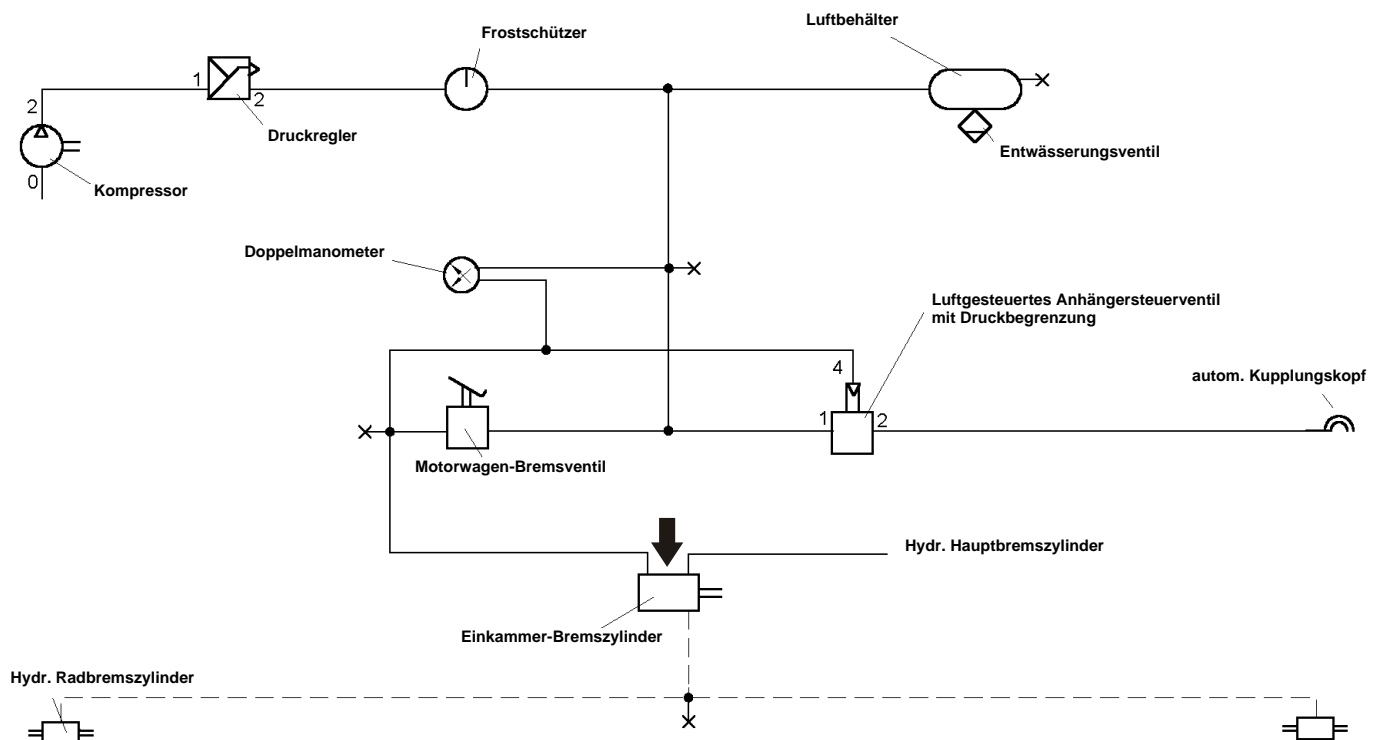 Luftbehälter
Frostschützer
1
2
2
Druckregler
Entwässerungsventil
0
Kompressor
Doppelmanometer
Luftgesteuertes Anhängersteuerventil
mit Druckbegrenzung
4
autom. Kupplungskopf
1
2
Motorwagen-Bremsventil
Hydr. Hauptbremszylinder
Einkammer-Bremszylinder
Hydr. Radbremszylinder